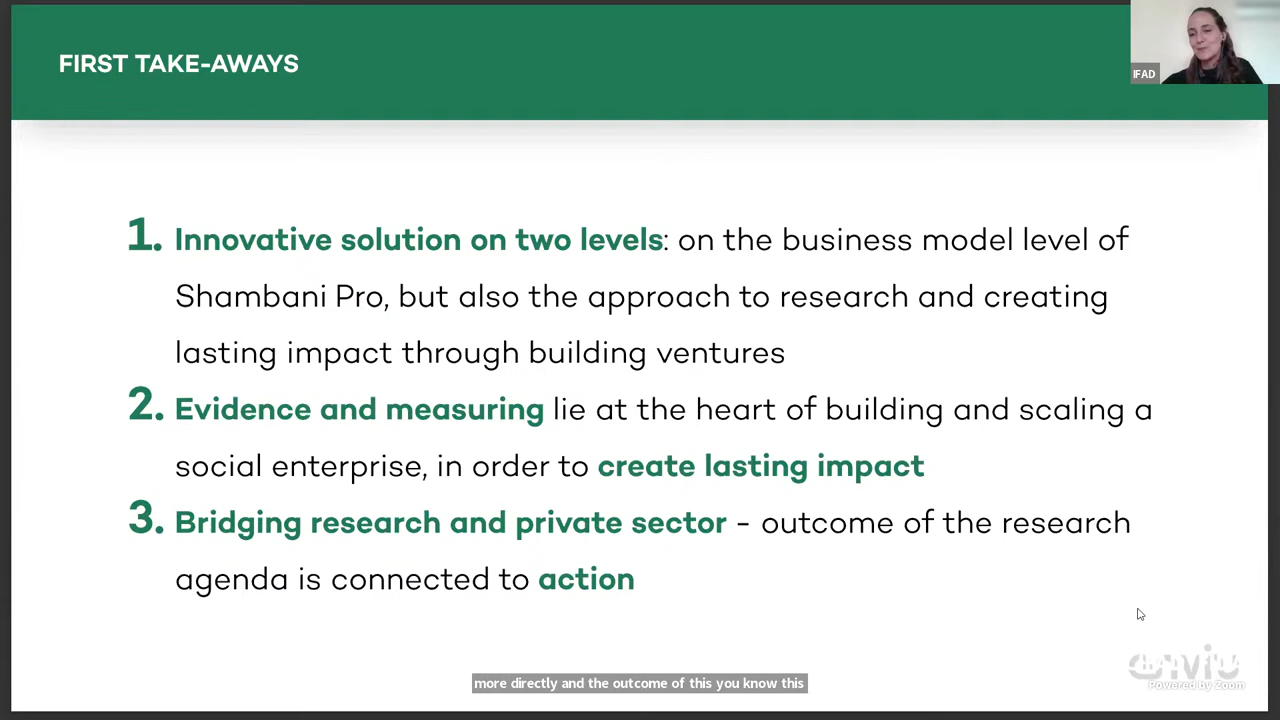 FIRST TAKE-AWAYS
IFAD
1. Innovative solution on two levels: on the business model level of
Shambani Pro, but also the approach to research and creating
lasting impact through building ventures
2. Evidence and measuring lie at the heart of building and scaling a
social enterprise, in order to create lasting impact
3. Bridging research and private sector - outcome of the research
agenda is connected to action
Powered by Zoom
more directly and the outcome of this you know this